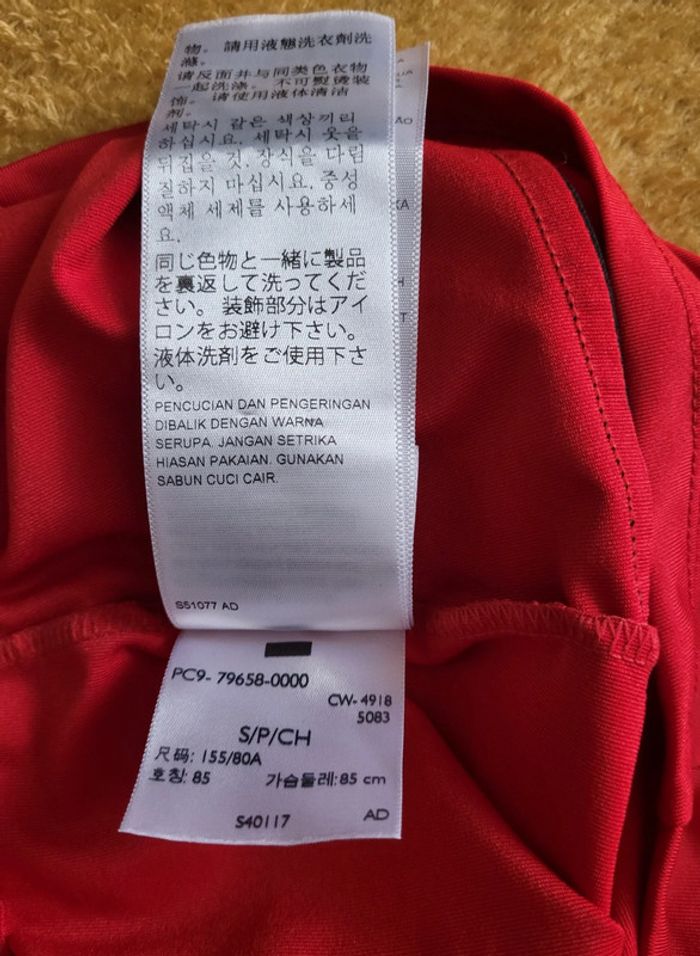 物。請用液態洗衣劑洗
滌。
请反面并与同类色衣物
一起洗涤。不可熨烫装
饰。请使用液体清洁
剂。
세탁시 같은 색상끼리
하십시요. 세탁시 옷을
뒤집을 것. 장식을 다림
질하지 마십시요. 중성
액체 세제를 사용하세
요.
同じ色物と一緒に製品
を裏返して洗ってくだ
さい。装飾部分はアイ
ロンをお避け下さい。
液体洗剤をご使用下さ
い。
PENCUCIAN DAN PENGERINGAN
DIBALIK DENGAN WARNA
SERUPA. JANGAN SETRIKA
HIASAN PAKAIAN. GUNAKAN
SABUN CUCI CAIR.
S51077 AD
PC9- 79658-0000
CW- 4918
5083
S/P/CH
尺码: 155/80A
호칭: 85 가슴둘레: 85 cm
S40117 AD